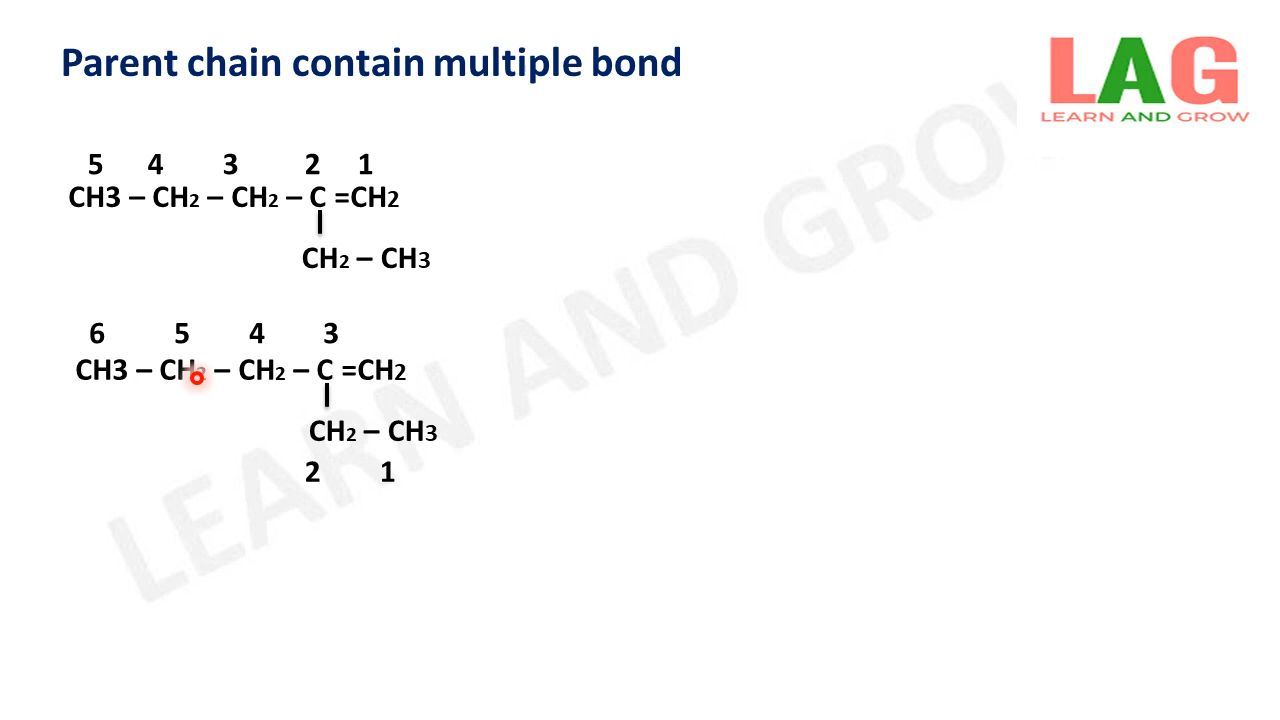 Parent chain contain multiple bond
LAG
LEARN AND GROW
5 4 3 2 1
CH3 – CH2 – CH2 – C =CH2
CH2 – CH3
6 5 4 3
CH3 – CH2 – CH2 – C =CH2
CH2 – CH3
2 1
LEARN AND GROW